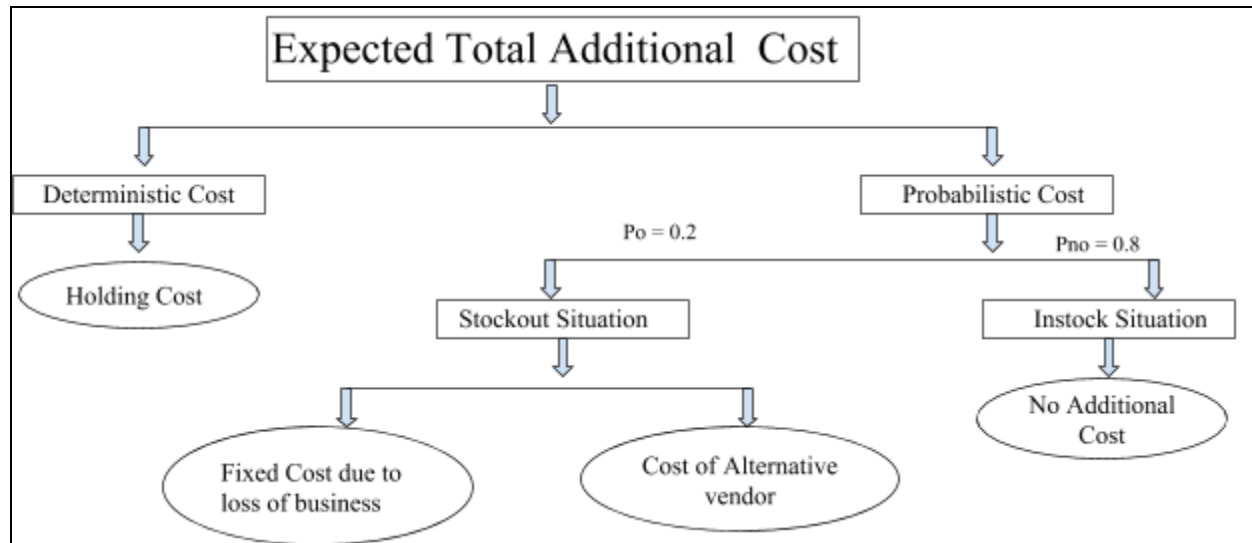 Expected Total Additional Cost
Deterministic Cost
Probabilistic Cost
Po = 0.2
Pno = 0.8
Holding Cost
Stockout Situation
Instock Situation
No Additional
Cost
Fixed Cost due to
loss of business
Cost of Alternative
vendor